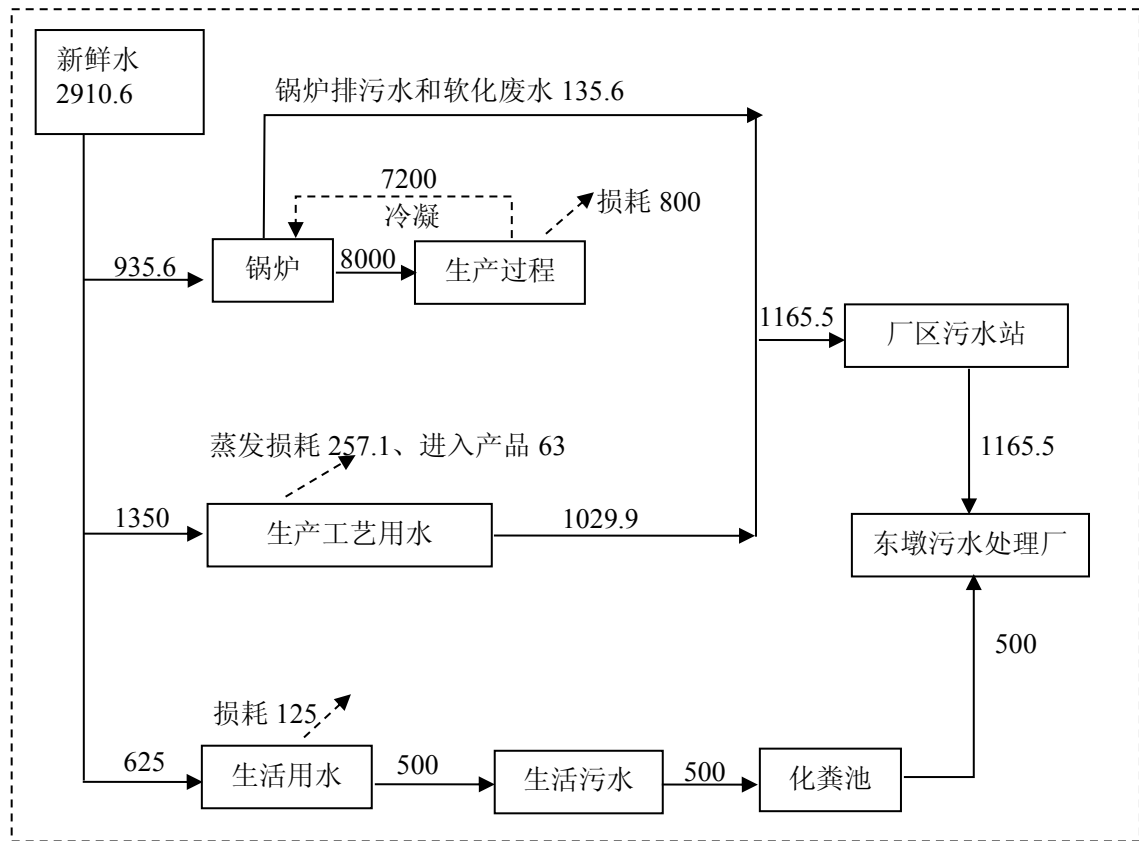 新鲜水
2910.6
锅炉排污水和软化废水 135.6
7200
冷凝
损耗 800
935.6
锅炉
8000
生产过程
1165.5
厂区污水站
蒸发损耗 257.1、进入产品 63
1165.5
1350
生产工艺用水
1029.9
东墩污水处理厂
500
损耗 125
625
生活用水
500
生活污水
500
化粪池